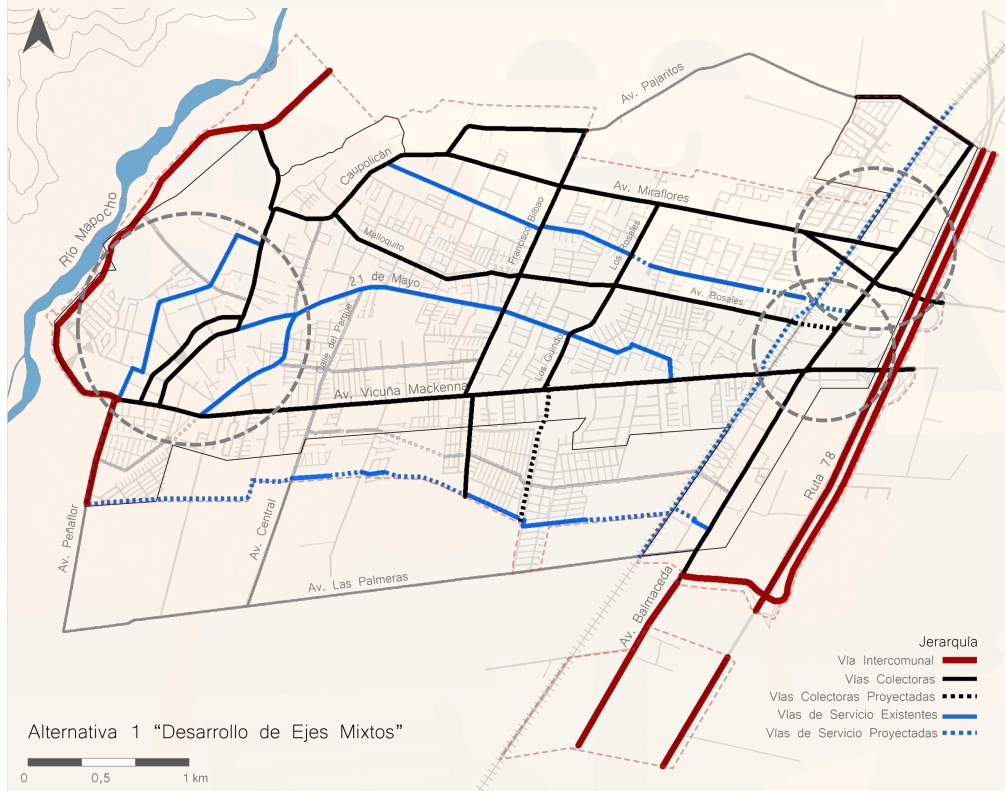 Av. Pajaritos
Caupolicán
Av. Miraflores
Río Mapocho
Francisco Bilbao
Los Rosales
Malloquito
21 de Mayo
Av. Rosales
Calle del Parque
Los Guindo
Av. Vicuña Mackenna
Ruta 78
Av. Peñaflor
Av. Central
Av. Las Palmeras
Av. Balmaceda
Jerarquía
Vía Intercomunal
Vías Colectoras
Vías Colectoras Proyectadas
Vías de Servicio Existentes
Vías de Servicio Proyectadas
Alternativa 1 “Desarrollo de Ejes Mixtos”
0 0,5 1 km